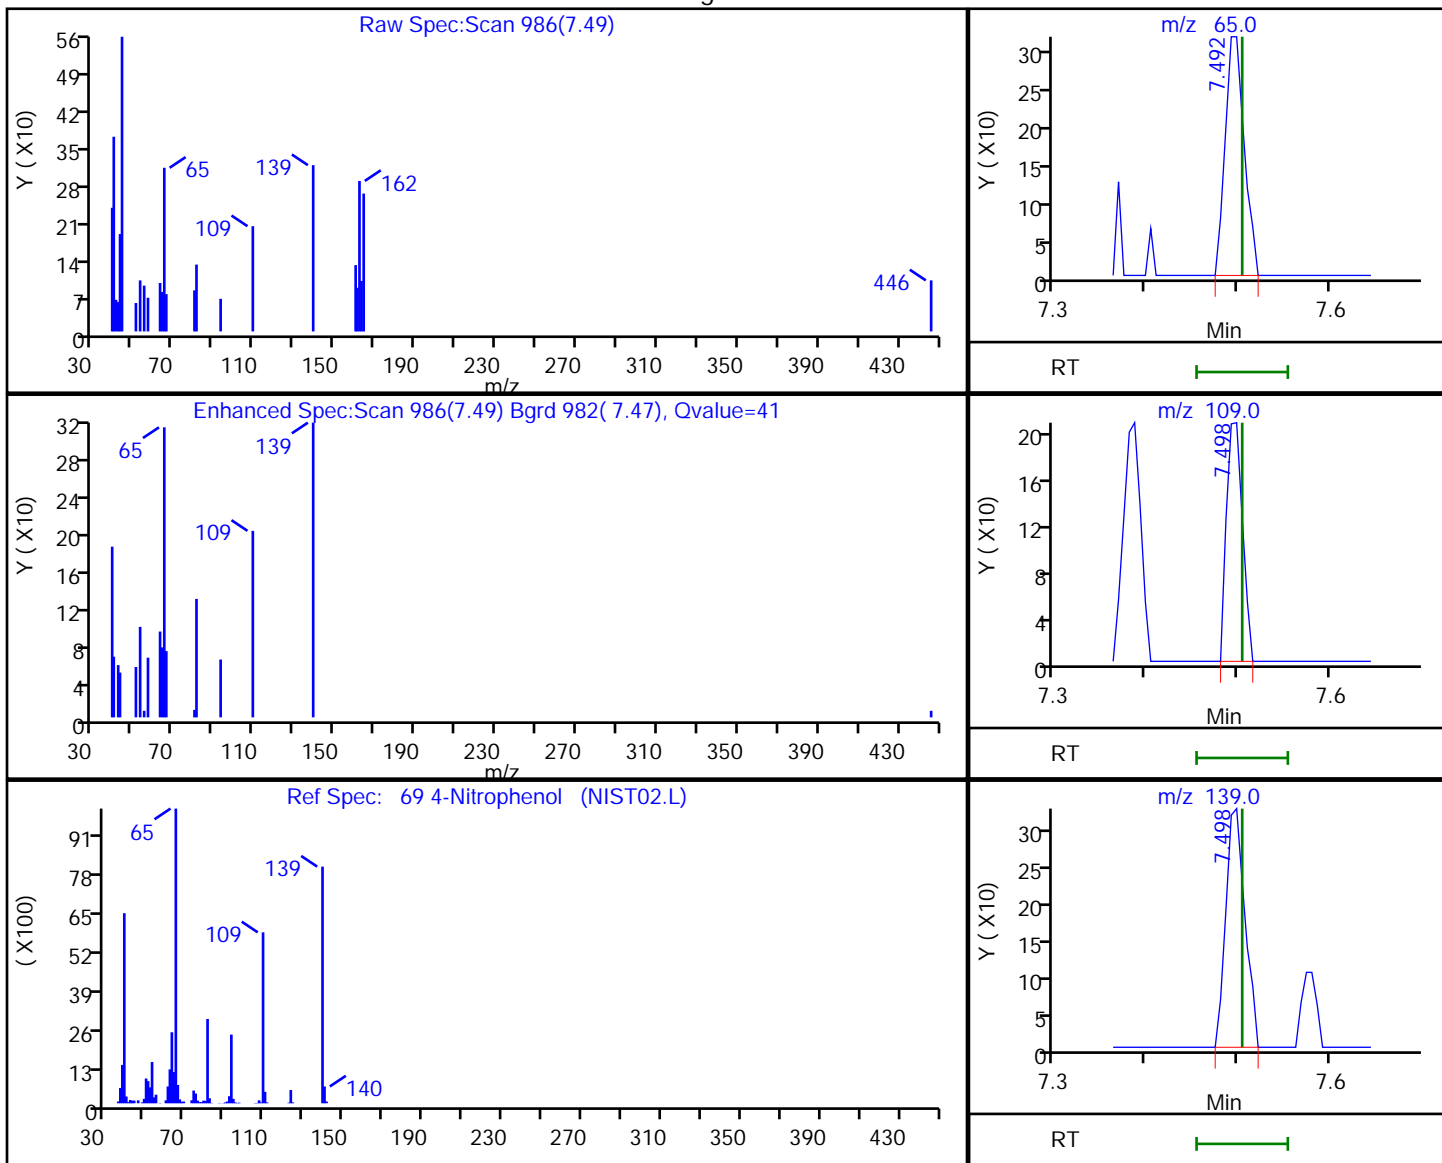 Raw Spec:Scan 986(7.49)
56
49
42
35
28
21
14
7
0
Y ( X10)
65
139
109
162
446
30 70 110 150 190 230 270 310 350 390 430
m/z
m/z 65.0
30
25
20
15
10
5
0
Y ( X10)
7.492
7.3 7.6
Min
RT
Enhanced Spec:Scan 986(7.49) Bgrd 982( 7.47), Qvalue=41
32
28
24
20
16
12
8
4
0
Y ( X10)
65
139
109
30 70 110 150 190 230 270 310 350 390 430
m/z
m/z 109.0
20
16
12
8
4
0
Y ( X10)
7.498
7.3 7.6
Min
RT
Ref Spec: 69 4-Nitrophenol (NIST02.L)
91
78
65
52
39
26
13
0
( X100)
65
139
109
140
30 70 110 150 190 230 270 310 350 390 430
m/z 139.0
30
25
20
15
10
5
0
Y ( X10)
7.498
7.3 7.6
Min
RT